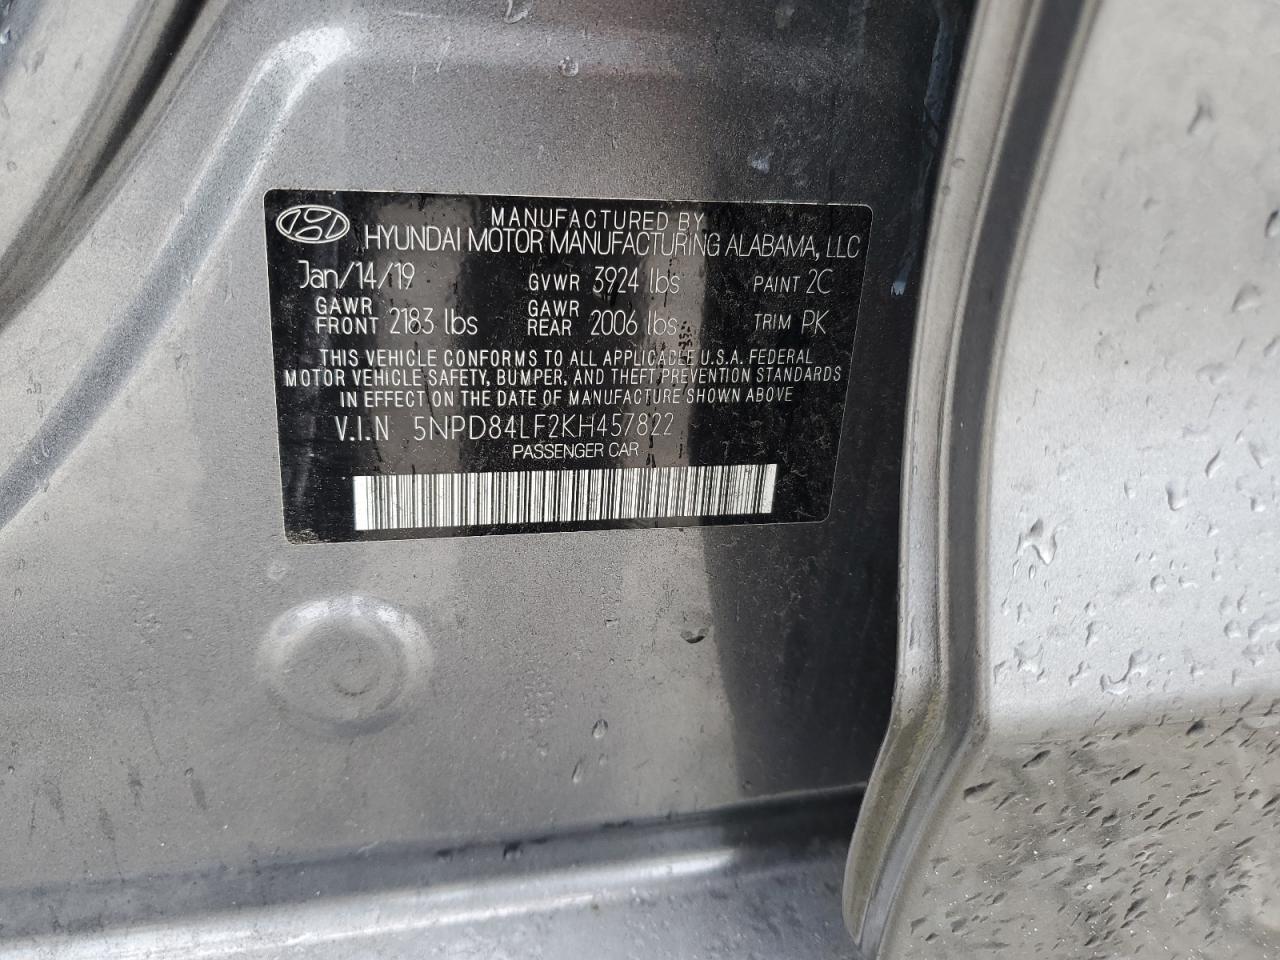 MANUFACTURED BY
HYUNDAI MOTOR MANUFACTURING ALABAMA, LLC
Jan/14/19 GVWR 3924 lbs PAINT 2C
GAWR FRONT 2183 lbs GAWR REAR 2006 lbs TRIM PK
THIS VEHICLE CONFORMS TO ALL APPLICABLE U.S.A. FEDERAL
MOTOR VEHICLE SAFETY, BUMPER, AND THEFT PREVENTION STANDARDS
IN EFFECT ON THE DATE OF MANUFACTURE SHOWN ABOVE
V.I.N 5NPD84LF2KH457822
PASSENGER CAR